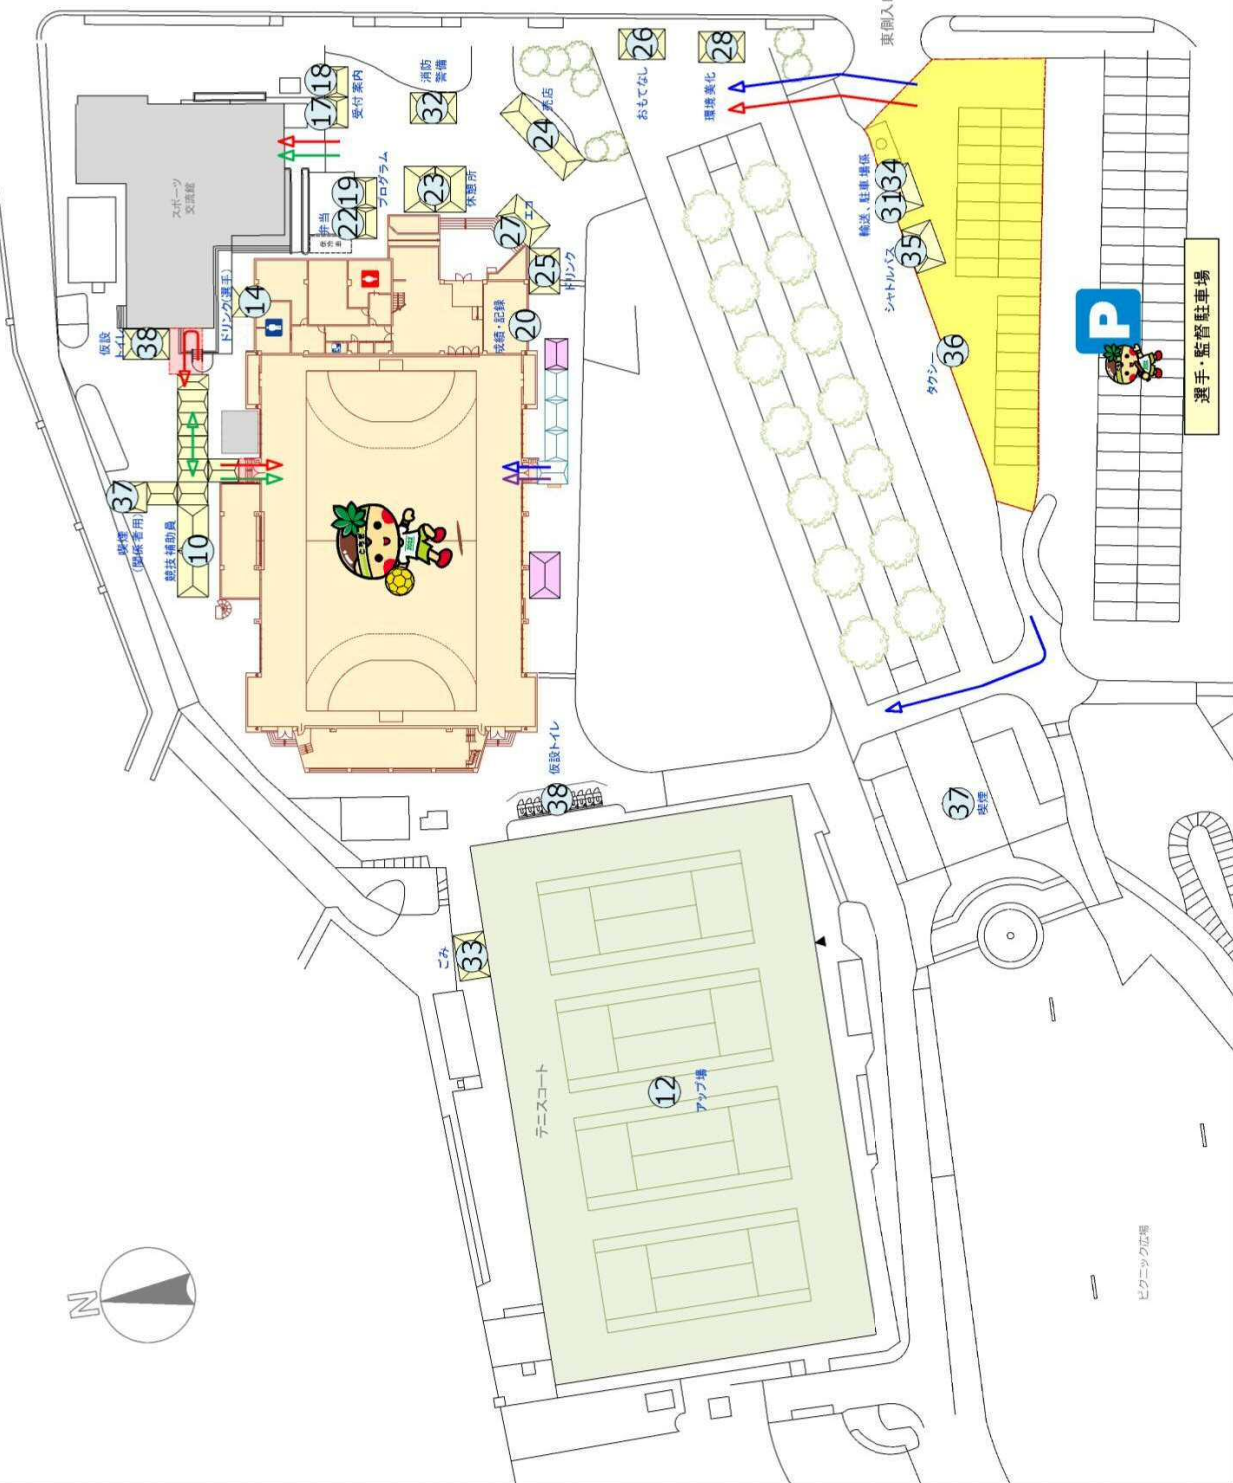 東側入
26
おもてなし
28
環境美化
18
17
受付案内
消防
警備
32
売店
24
スポーツ
交流館
プログラム
19
22
弁当
23
休憩所
27
エコ
25
ドリンク
輸送、駐車場係
34
31
35
シャトルバス
36
タクシー
P
選手・監督駐車場
ドリンク(選手)
14
成績・記録
20
仮設
トイレ
38
37
喫煙
(関係者用)
競技補助員
10
仮設トイレ
38
37
喫煙
ごみ
33
テニスコート
12
アップ場
ピクニック広場
N